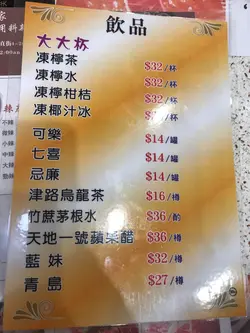 飲品
大大杯
凍檸茶 $32/杯
凍檸水 $32/杯
凍檸柑桔 $32/杯
凍椰汁冰 /杯
可樂 $14/罐
七喜 $14/罐
忌廉 $14/罐
津路烏龍茶 $16/樽
竹蔗茅根水 $36/酌
天地一號蘋果醋 $36/樽
藍妹 $32/樽
青島 $27/樽